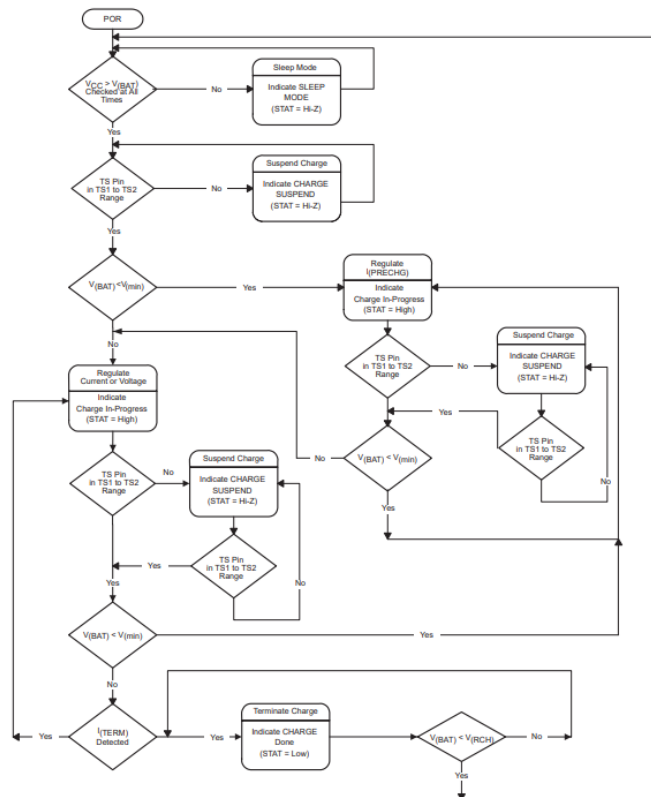 POR
VCC > V(BAT)
Checked at All
Times
No
Sleep Mode
Indicate SLEEP
MODE
(STAT = Hi-Z)
Yes
TS Pin
in TS1 to TS2
Range
No
Suspend Charge
Indicate CHARGE
SUSPEND
(STAT = Hi-Z)
Yes
V(BAT) <V(min)
Yes
Regulate
I(PRECHG)
Indicate
Charge In-Progress
(STAT = High)
No
Regulate
Current or Voltage
Indicate
Charge In-Progress
(STAT = High)
TS Pin
in TS1 to TS2
Range
No
Suspend Charge
Indicate CHARGE
SUSPEND
(STAT = Hi-Z)
Yes
TS Pin
in TS1 to TS2
Range
No
V(BAT) < V(min)
No
Yes
TS Pin
in TS1 to TS2
Range
No
Suspend Charge
Indicate CHARGE
SUSPEND
(STAT = Hi-Z)
Yes
TS Pin
in TS1 to TS2
Range
No
Yes
V(BAT) < V(min)
Yes
No
I(TERM)
Detected
Yes
Yes
Terminate Charge
Indicate CHARGE
Done
(STAT = Low)
V(BAT) < V(RCH)
No
Yes